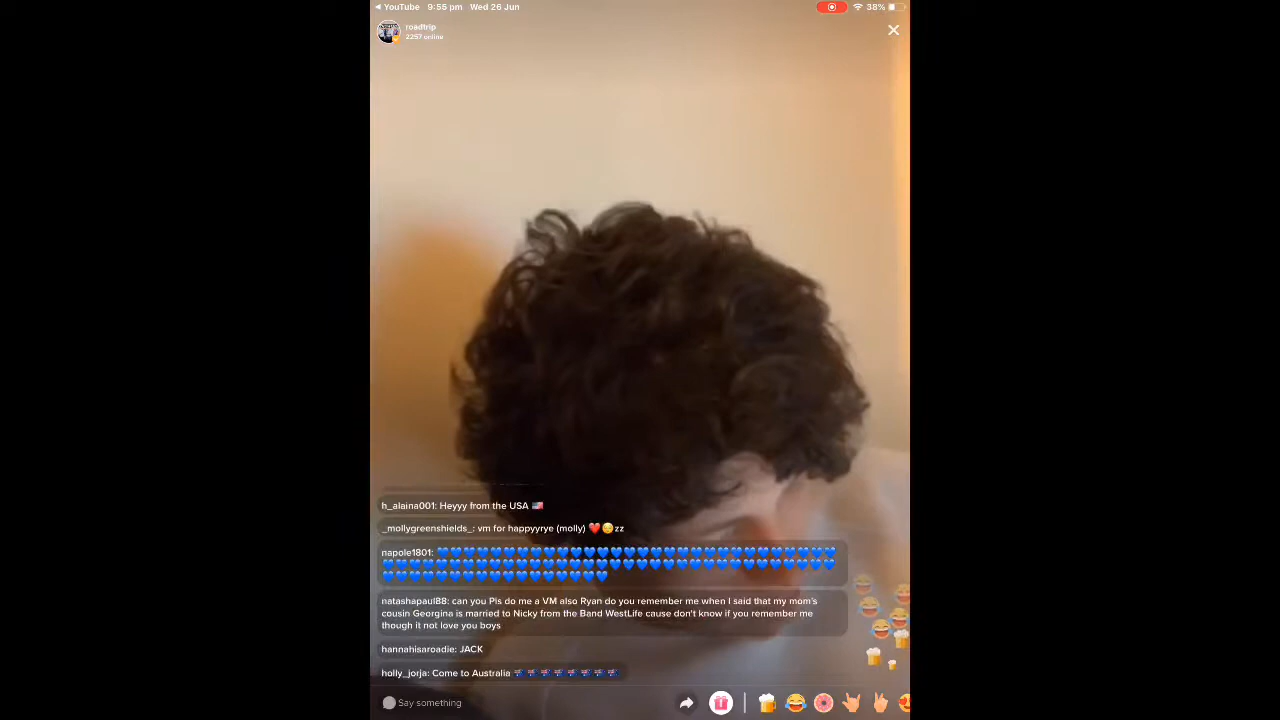 YouTube 9:55 pm Wed 26 Jun 38%
roadtrip
2257 online
h_alaina001: Heyyy from the USA 🇺🇸
_mollygreenshields_: vm for happyyrye (molly) ❤️😴zz
napole1801: 💙💙💙💙💙💙💙💙💙💙💙💙💙💙💙💙💙💙💙💙💙💙💙💙💙💙💙💙💙💙
💙💙💙💙💙💙💙💙💙💙💙💙💙💙💙💙💙💙💙💙💙💙💙💙💙💙💙💙💙💙💙💙💙💙
💙💙💙💙💙💙💙💙💙💙💙💙💙💙💙💙💙
natashapaul88: can you Pls do me a VM also Ryan do you remember me when I said that my mom's
cousin Georgina is married to Nicky from the Band WestLife cause don't know if you remember me
though it not love you boys
hannahisaroadie: JACK
holly_jorja: Come to Australia 🇦🇺🇦🇺🇦🇺🇦🇺🇦🇺🇦🇺🇦🇺🇦🇺
Say something